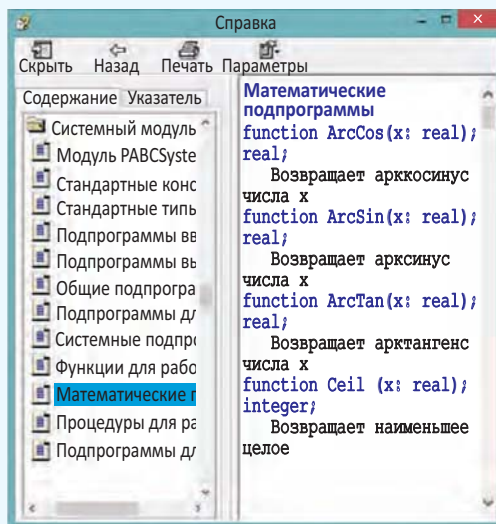 Справка
Скрыть Назад Печать Параметры
Содержание Указатель
Системный модуль
Модуль PABCSyste
Стандартные конс
Стандартные типы
Подпрограммы вв
Подпрограммы вы
Общие подпрогра
Подпрограммы дл
Системные подпро
Функции для рабо
Математические п
Процедуры для ра
Подпрограммы дл
Математические
подпрограммы
function ArcCos(x: real);
real;
Возвращает арккосинус
числа x
function ArcSin(x: real);
real;
Возвращает арксинус
числа x
function ArcTan(x: real);
real;
Возвращает арктангенс
числа x
function Ceil (x: real);
integer;
Возвращает наименьшее
целое